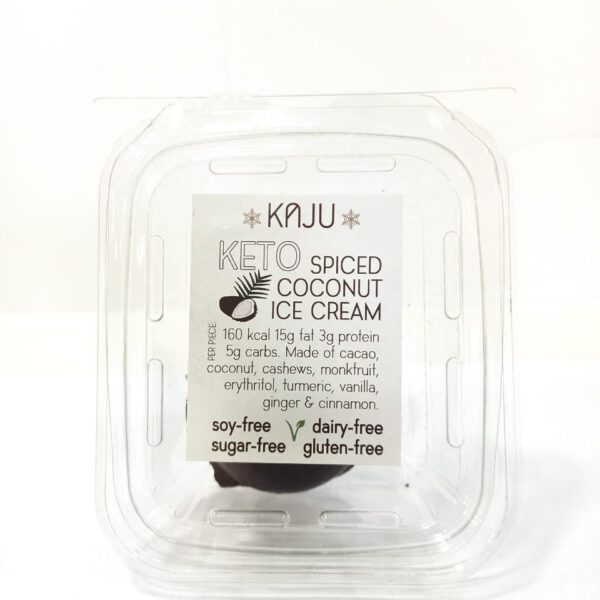 KAJU
KETO SPICED
COCONUT
ICE CREAM
PER PIECE:
160 kcal 15g fat 3g protein
5g carbs. Made of cacao,
coconut, cashews, monkfruit,
erythritol, turmeric, vanilla,
ginger & cinnamon.
soy-free dairy-free
sugar-free gluten-free